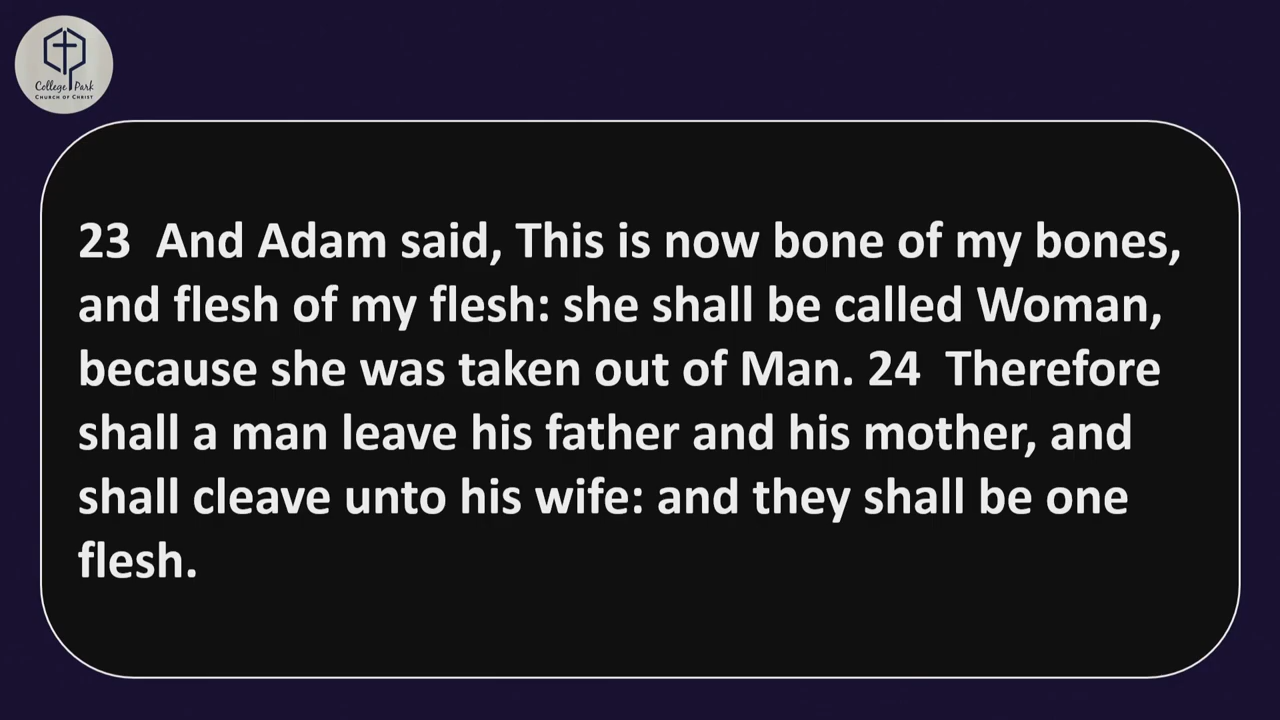 College Park
CHURCH OF CHRIST
23  And Adam said, This is now bone of my bones,
and flesh of my flesh: she shall be called Woman,
because she was taken out of Man. 24  Therefore
shall a man leave his father and his mother, and
shall cleave unto his wife: and they shall be one
flesh.